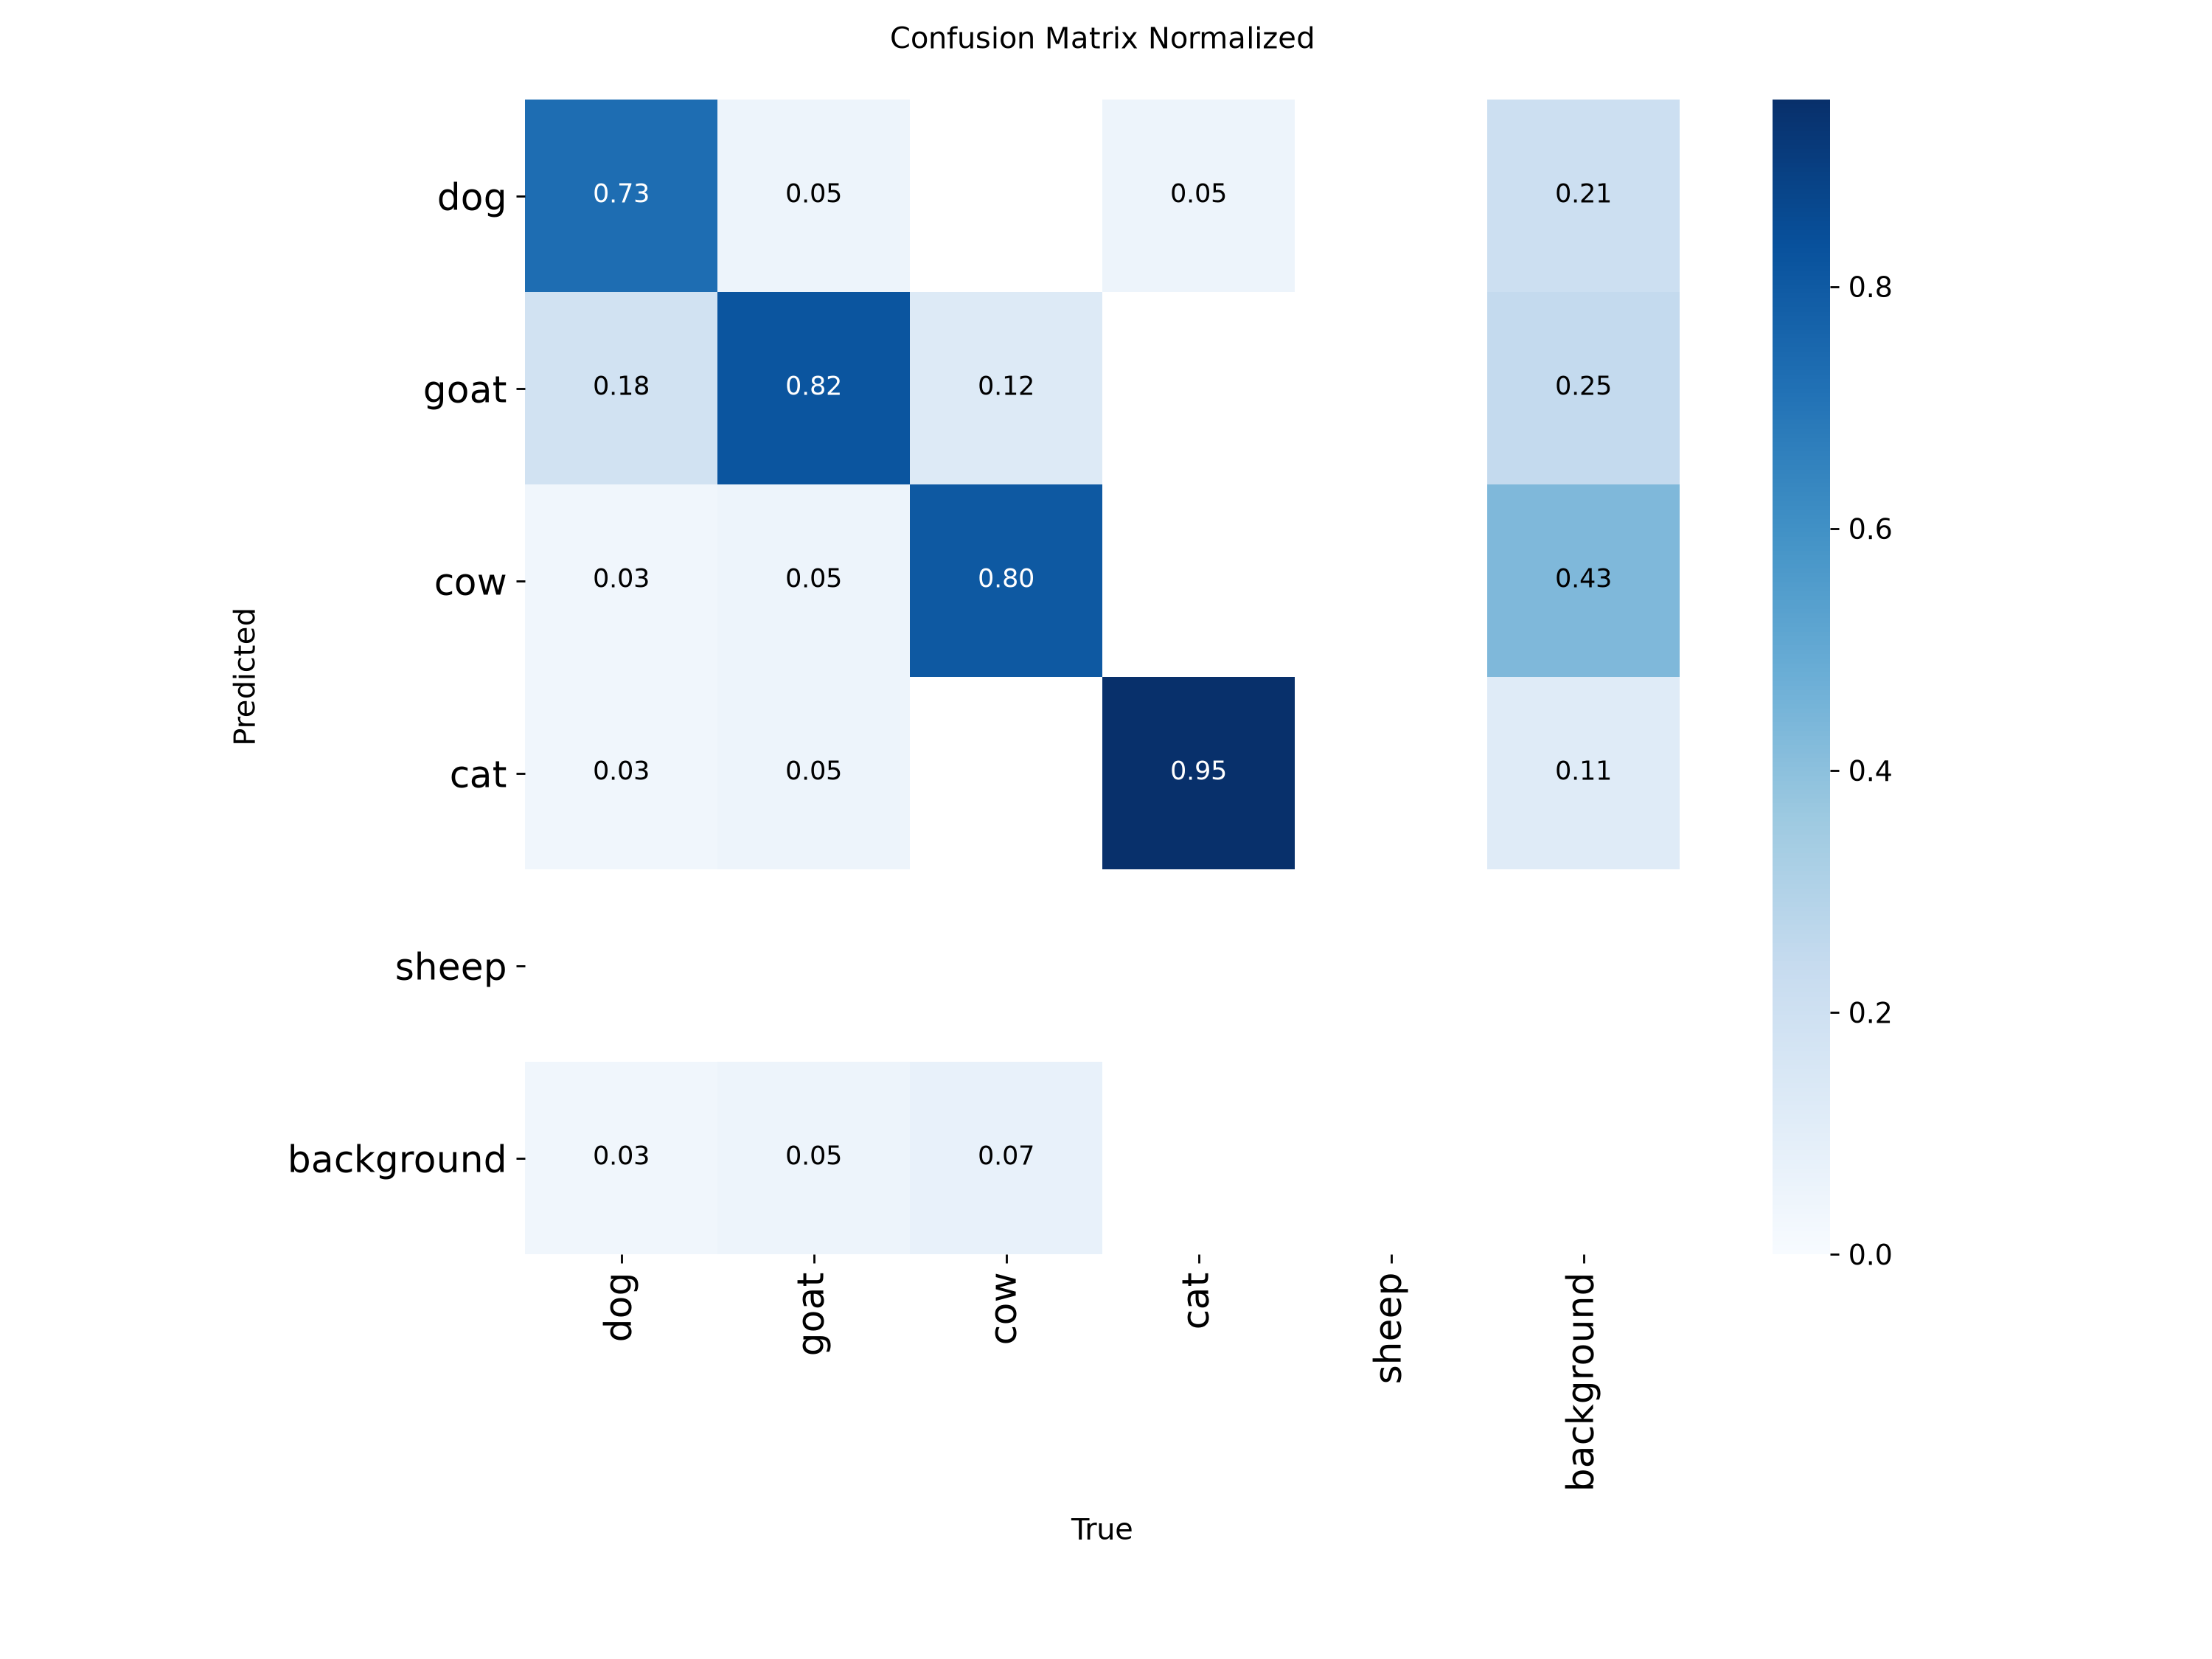 Confusion Matrix Normalized
dog 0.73 0.05 0.05 0.21
goat 0.18 0.82 0.12 0.25
cow 0.03 0.05 0.80 0.43
cat 0.03 0.05 0.95 0.11
sheep
background 0.03 0.05 0.07
Predicted
dog goat cow cat sheep background
True
0.8
0.6
0.4
0.2
0.0